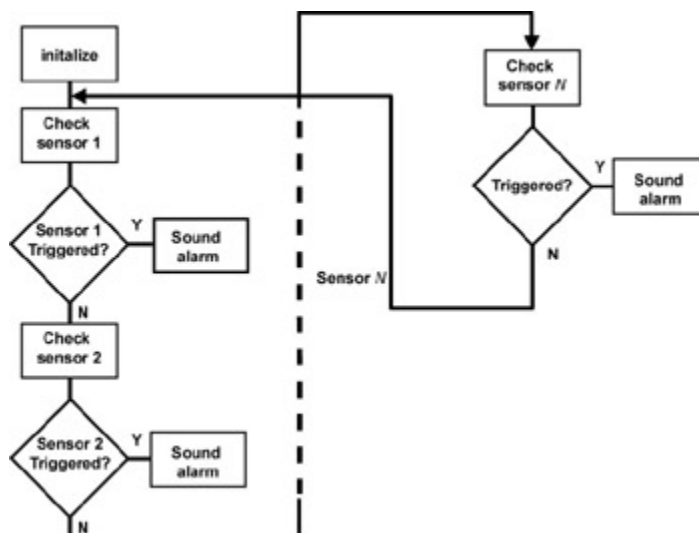 initalize
Check
sensor 1
Sensor 1
Triggered?
Y
Sound
alarm
N
Check
sensor 2
Sensor 2
Triggered?
Y
Sound
alarm
N
Sensor N
Check
sensor N
Triggered?
Y
Sound
alarm
N